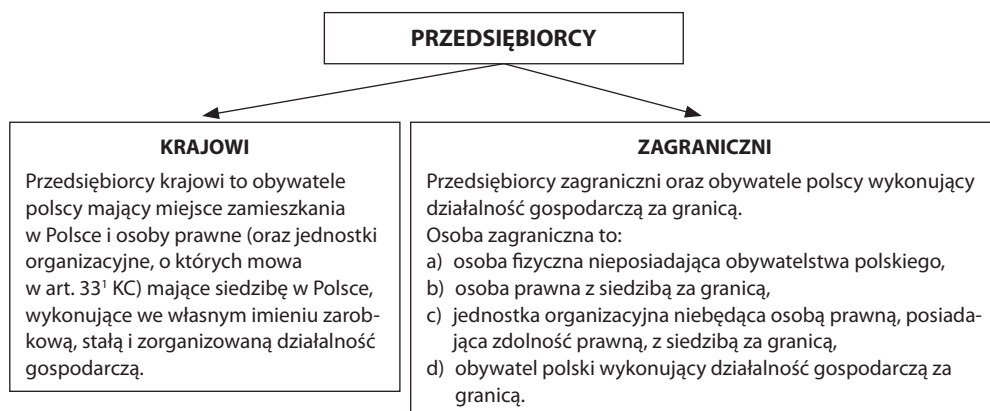 PRZEDSIĘBIORCY
KRAJOWI
Przedsiębiorcy krajowi to obywatele
polscy mający miejsce zamieszkania
w Polsce i osoby prawne (oraz jednostki
organizacyjne, o których mowa
w art. 33¹ KC) mające siedzibę w Polsce,
wykonujące we własnym imieniu zarob-
kową, stałą i zorganizowaną działalność
gospodarczą.
ZAGRANICZNI
Przedsiębiorcy zagraniczni oraz obywatele polscy wykonujący
działalność gospodarczą za granicą.
Osoba zagraniczna to:
a) osoba fizyczna nieposiadająca obywatelstwa polskiego,
b) osoba prawna z siedzibą za granicą,
c) jednostka organizacyjna niebędąca osobą prawną, posiada-
jąca zdolność prawną, z siedzibą za granicą,
d) obywatel polski wykonujący działalność gospodarczą za
granicą.